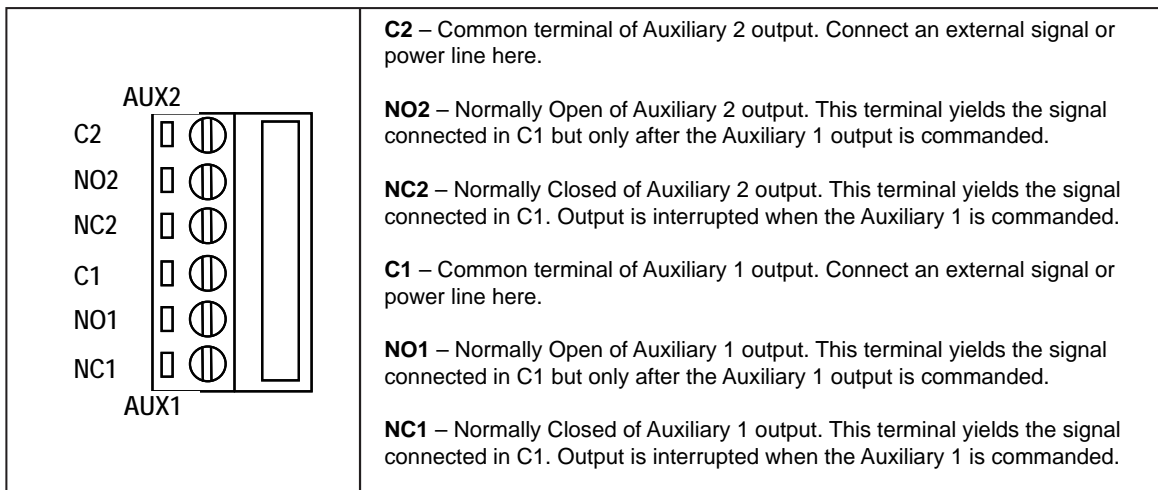 AUX2
C2
NO2
NC2
C1
NO1
NC1
AUX1
C2 – Common terminal of Auxiliary 2 output. Connect an external signal or
power line here.
NO2 – Normally Open of Auxiliary 2 output. This terminal yields the signal
connected in C1 but only after the Auxiliary 1 output is commanded.
NC2 – Normally Closed of Auxiliary 2 output. This terminal yields the signal
connected in C1. Output is interrupted when the Auxiliary 1 is commanded.
C1 – Common terminal of Auxiliary 1 output. Connect an external signal or
power line here.
NO1 – Normally Open of Auxiliary 1 output. This terminal yields the signal
connected in C1 but only after the Auxiliary 1 output is commanded.
NC1 – Normally Closed of Auxiliary 1 output. This terminal yields the signal
connected in C1. Output is interrupted when the Auxiliary 1 is commanded.